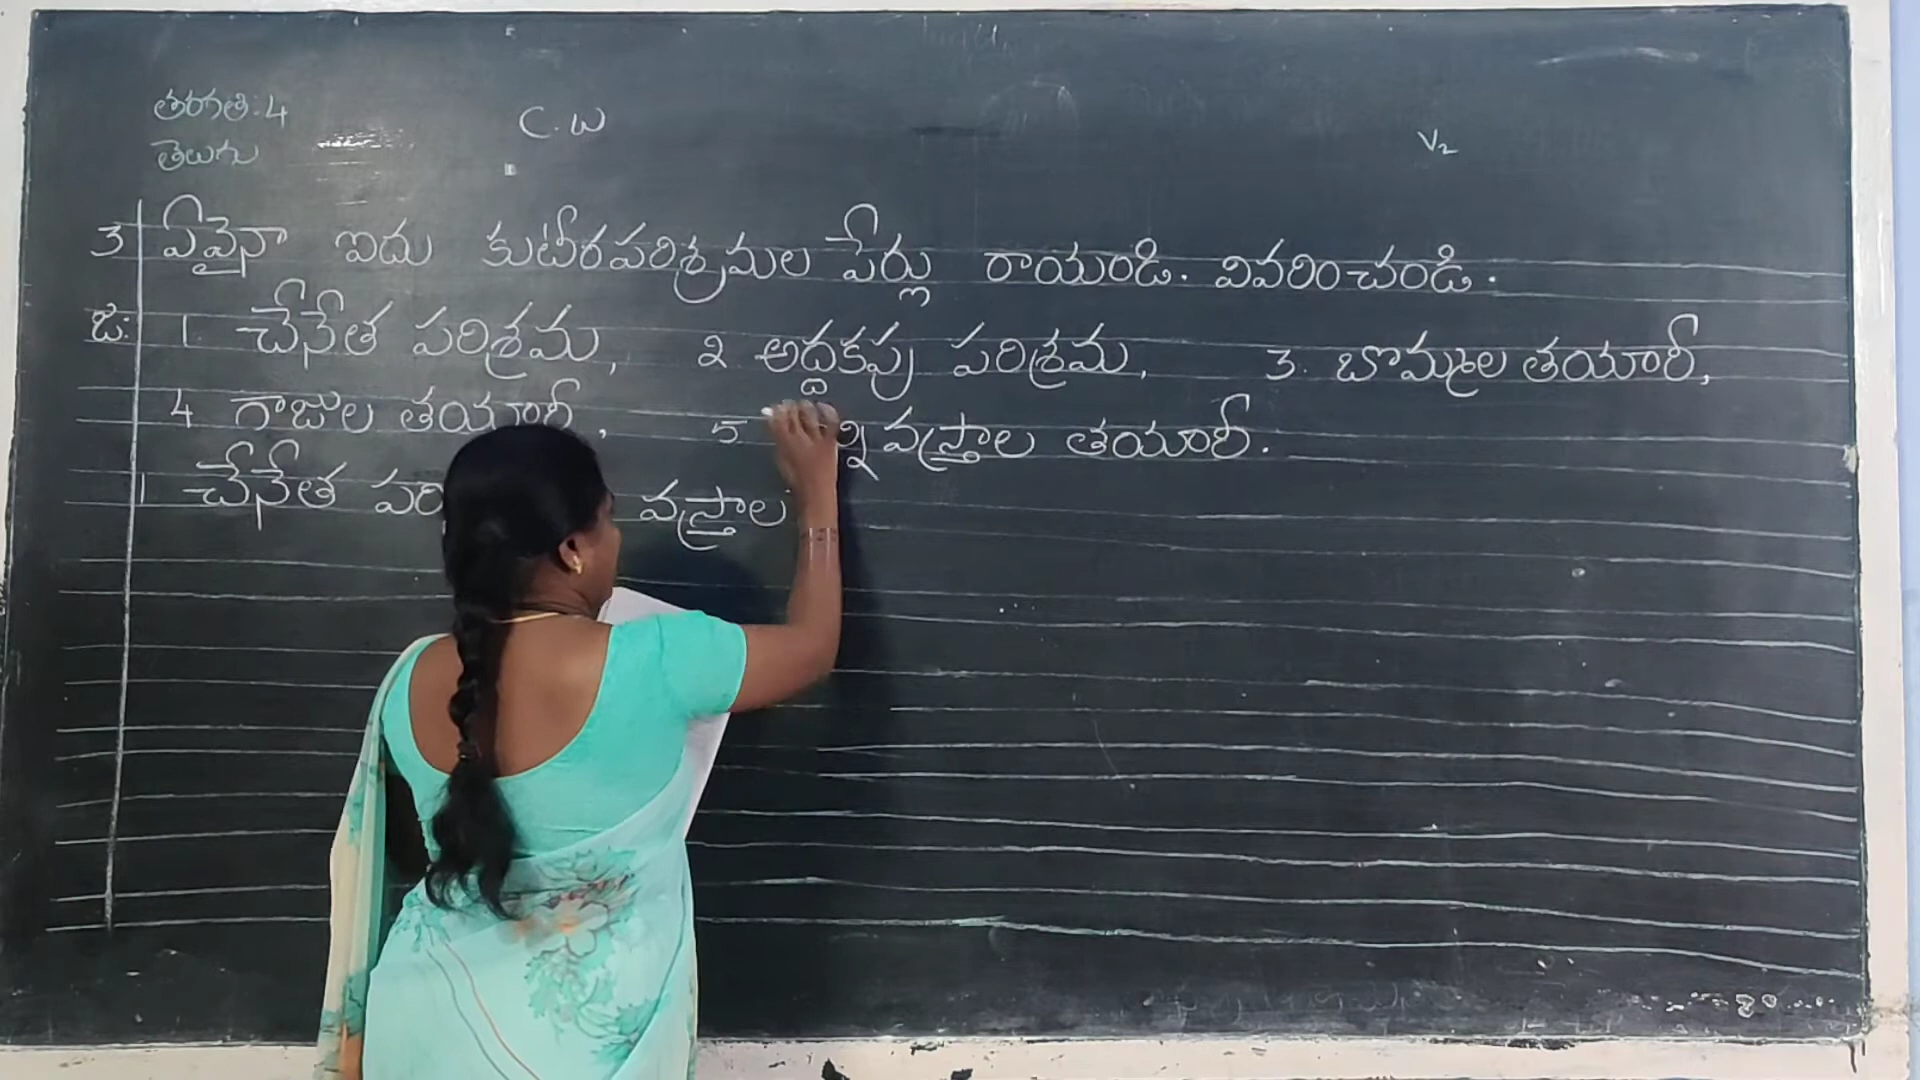 తరగతి: 4
C.W
V2
తెలుగు
3 ఏవైనా ఐదు కుటీరపరిశ్రమల పేర్లు రాయండి. వివరించండి.
జ: 1. చేనేత పరిశ్రమ, 2 అద్దకపు పరిశ్రమ, 3. బొమ్మల తయారీ,
4 గాజుల తయారీ, 5 వస్త్రాల తయారీ.
1 చేనేత వస్త్రాల